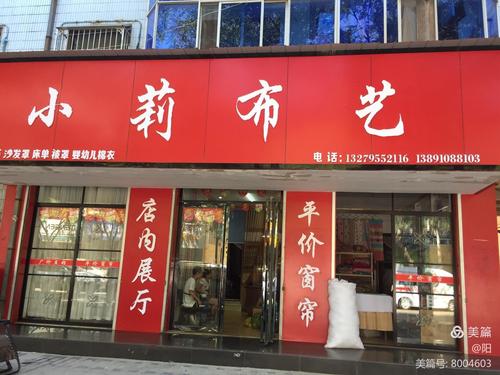 小莉布艺
沙发罩 床单 被罩 婴幼儿棉衣
电话：13279552116 13891088103
店内展厅
平价窗帘
美篇
@阳
美篇号: 8004603